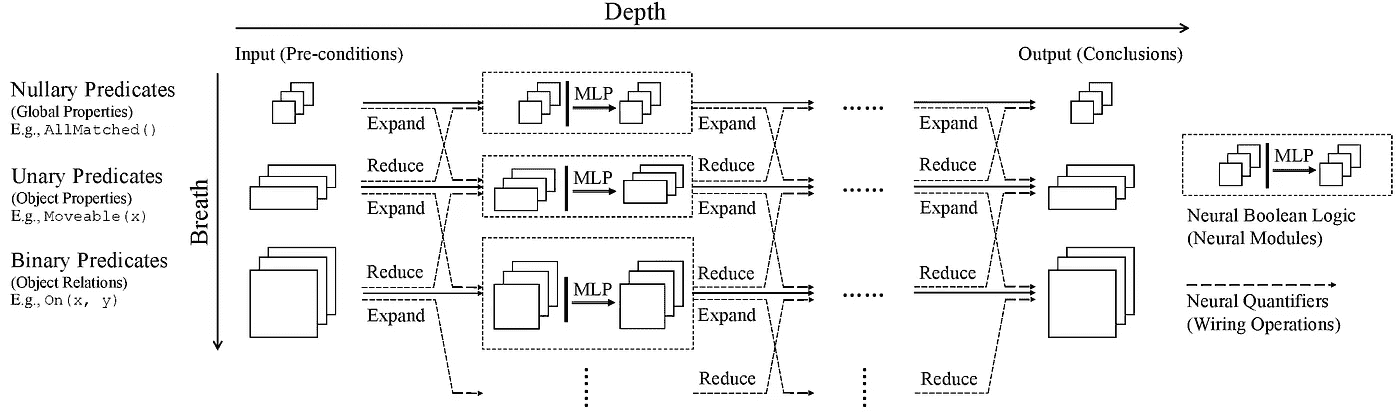 Depth
Input (Pre-conditions)
Output (Conclusions)
Breath
Nullary Predicates
(Global Properties)
E.g., AllMatched()
Expand
MLP
Expand
......
Expand
Unary Predicates
(Object Properties)
E.g., Moveable(x)
Reduce
Expand
MLP
Reduce
Expand
......
Reduce
Expand
Binary Predicates
(Object Relations)
E.g., On(x, y)
Reduce
Expand
MLP
Reduce
Expand
......
Reduce
Reduce
Reduce
MLP
Neural Boolean Logic
(Neural Modules)
Neural Quantifiers
(Wiring Operations)